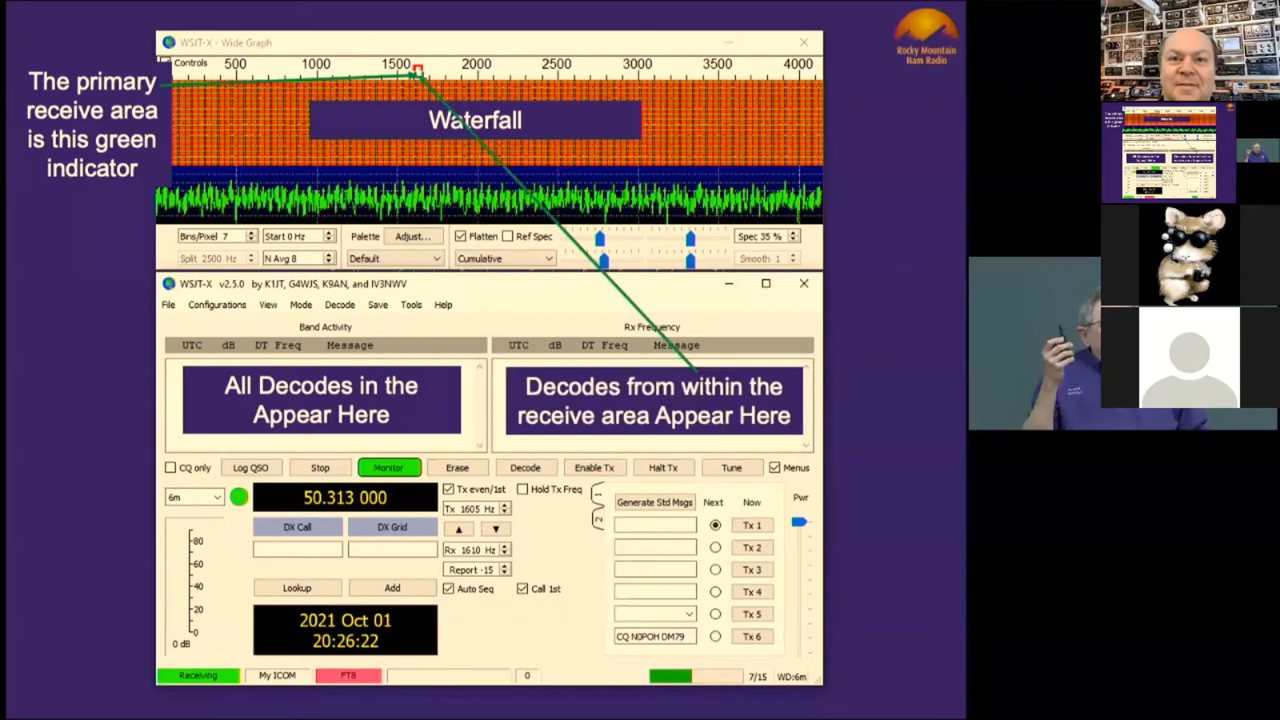 WSJT-X - Wide Graph
Rocky Mountain
Ham Radio
Controls 500 1000 1500 2000 2500 3000 3500 4000
The primary
receive area
is this green
indicator
Waterfall
Bins/Pixel 7 Start 0 Hz Palette Adjust... Flatten Ref Spec Spec 35 %
Split 2500 Hz N Avg 8 Default Cumulative Smooth 1
WSJT-X v2.5.0 by K1JT, G4WJS, K9AN, and IV3NWV
File Configurations View Mode Decode Save Tools Help
Band Activity Rx Frequency
UTC dB DT Freq Message UTC dB DT Freq Message
All Decodes in the
Appear Here
Decodes from within the
receive area Appear Here
CQ only Log QSO Stop Monitor Erase Decode Enable Tx Halt Tx Tune Menus
6m 50.313 000 Tx even/1st Hold Tx Freq 1 Generate Std Msgs Next Now Pwr
Tx 1605 Hz 2
DX Call DX Grid Tx 1
Rx 1610 Hz Tx 2
Report -15 Tx 3
Lookup Add Auto Seq Call 1st Tx 4
2021 Oct 01 Tx 5
20:26:22 CQ N0POH DM79 Tx 6
80
60
40
20
0
0 dB
Receiving My ICOM FT8 0 7/15 WD:6m